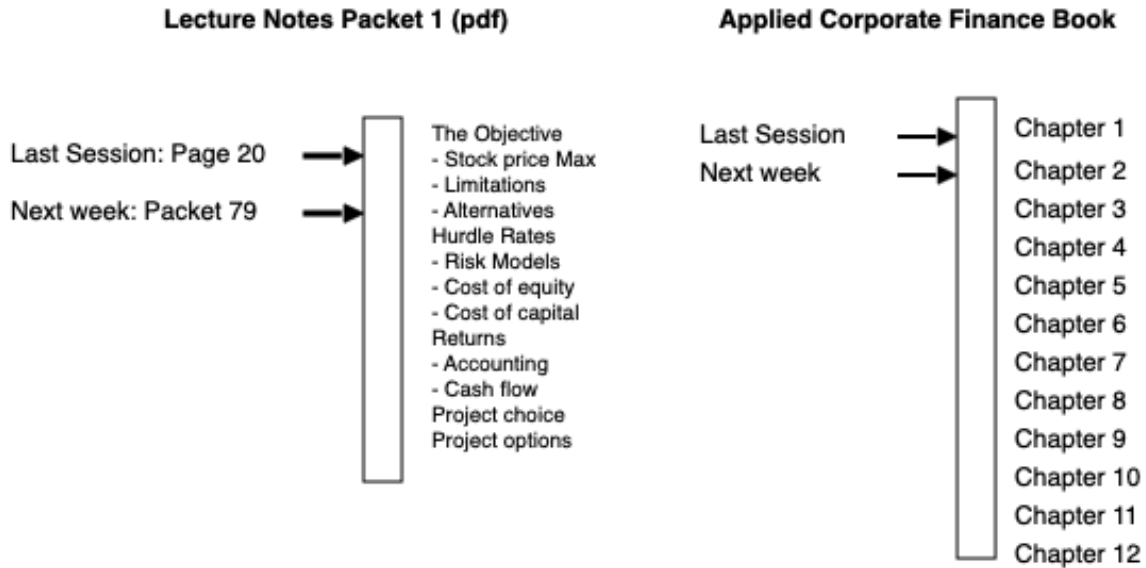 Lecture Notes Packet 1 (pdf)
Last Session: Page 20
Next week: Packet 79
The Objective
- Stock price Max
- Limitations
- Alternatives
Hurdle Rates
- Risk Models
- Cost of equity
- Cost of capital
Returns
- Accounting
- Cash flow
Project choice
Project options
Applied Corporate Finance Book
Last Session
Next week
Chapter 1
Chapter 2
Chapter 3
Chapter 4
Chapter 5
Chapter 6
Chapter 7
Chapter 8
Chapter 9
Chapter 10
Chapter 11
Chapter 12